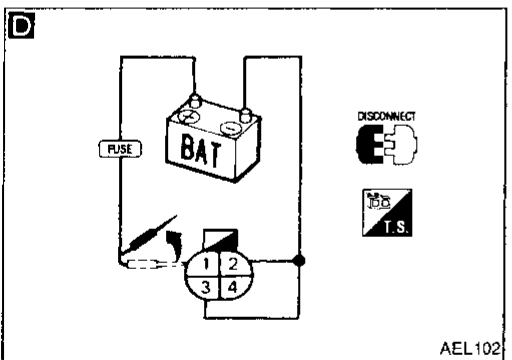 D
DISCONNECT
FUSE
+ −
BAT
T.S.
1 2
3 4
AEL102